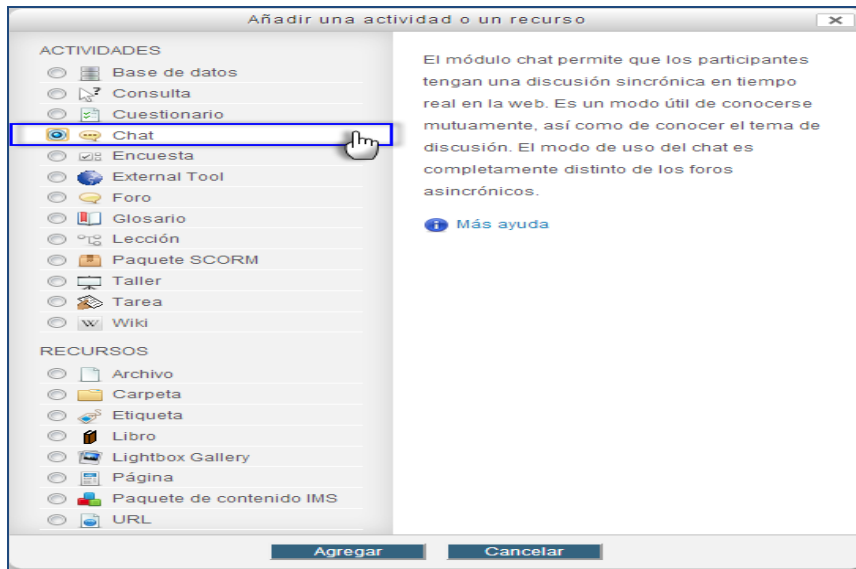 Añadir una actividad o un recurso
ACTIVIDADES
Base de datos
Consulta
Cuestionario
Chat
Encuesta
External Tool
Foro
Glosario
Lección
Paquete SCORM
Taller
Tarea
Wiki
RECURSOS
Archivo
Carpeta
Etiqueta
Libro
Lightbox Gallery
Página
Paquete de contenido IMS
URL
El módulo chat permite que los participantes
tengan una discusión sincrónica en tiempo
real en la web. Es un modo útil de conocerse
mutuamente, así como de conocer el tema de
discusión. El modo de uso del chat es
completamente distinto de los foros
asincrónicos.
Más ayuda
Agregar
Cancelar